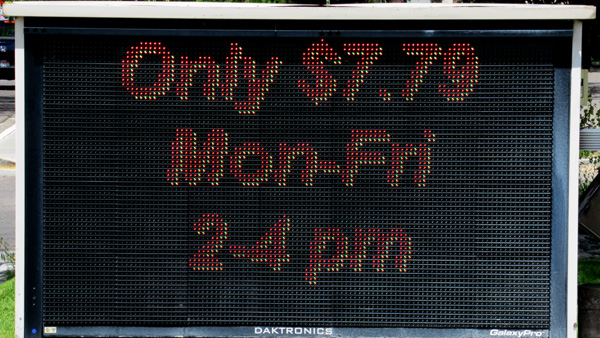 Only $7.79
Mon-Fri
2-4 pm
DAKTRONICS
GalaxyPro